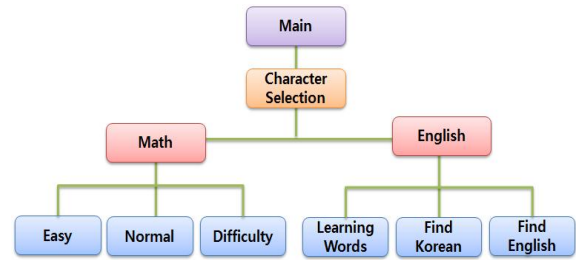 Main
Character
Selection
Math
English
Easy
Normal
Difficulty
Learning
Words
Find
Korean
Find
English